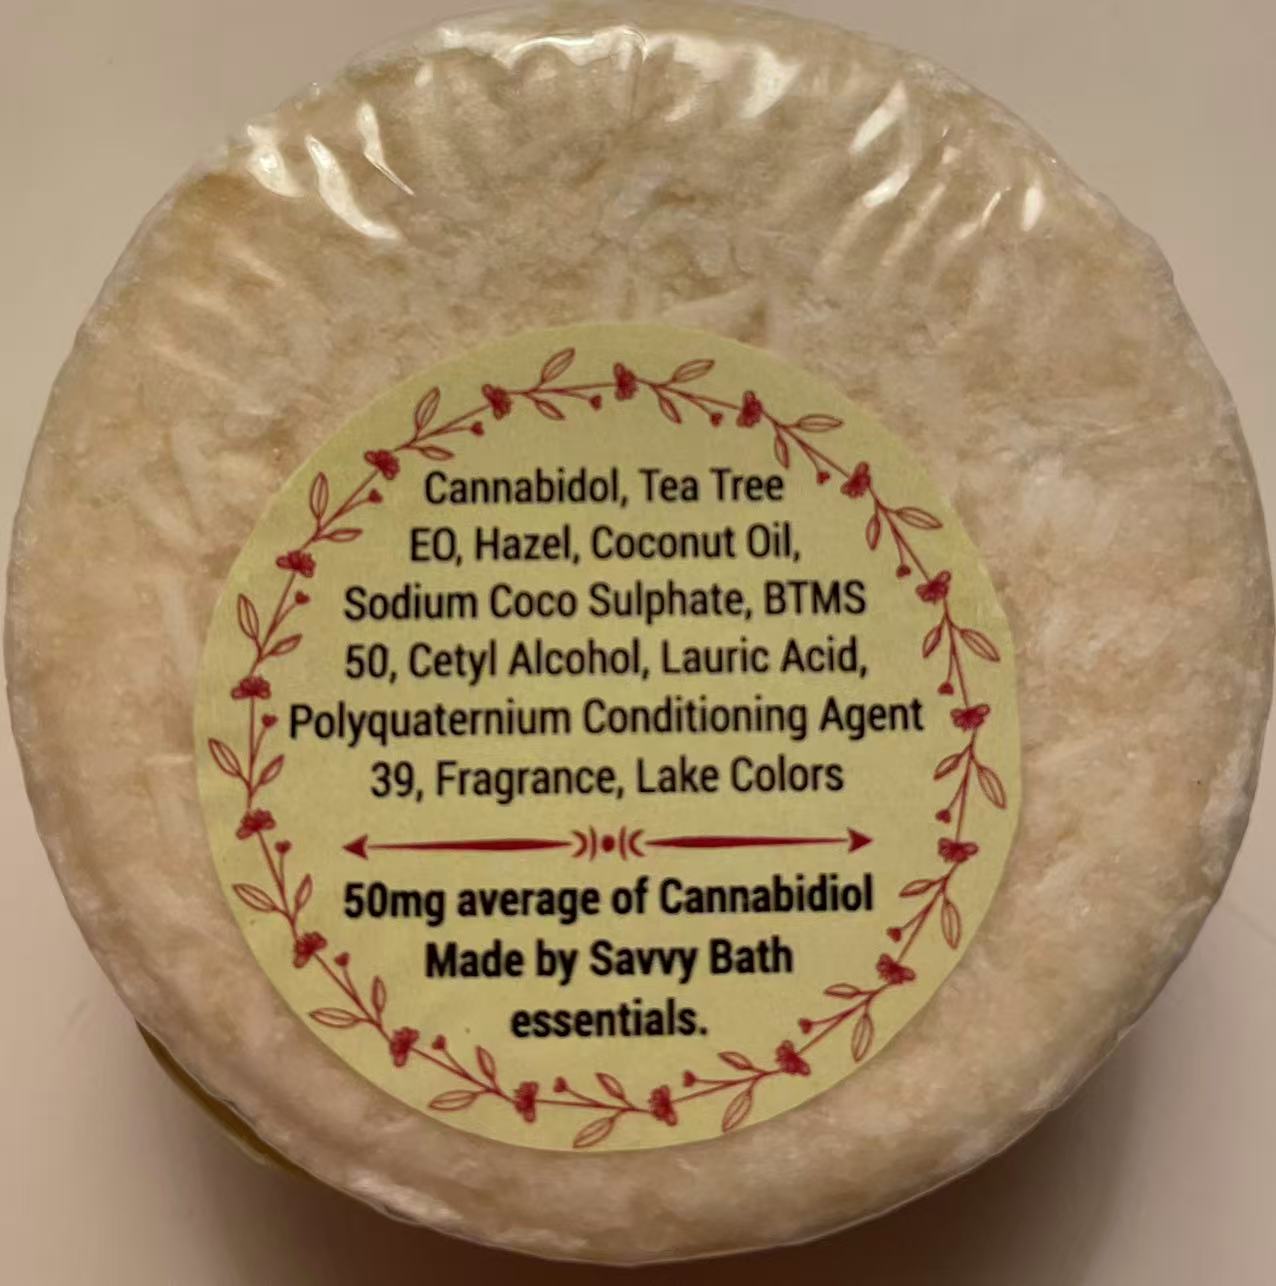 Cannabidol, Tea Tree
EO, Hazel, Coconut Oil,
Sodium Coco Sulphate, BTMS
50, Cetyl Alcohol, Lauric Acid,
Polyquaternium Conditioning Agent
39, Fragrance, Lake Colors
50mg average of Cannabidiol
Made by Savvy Bath
essentials.